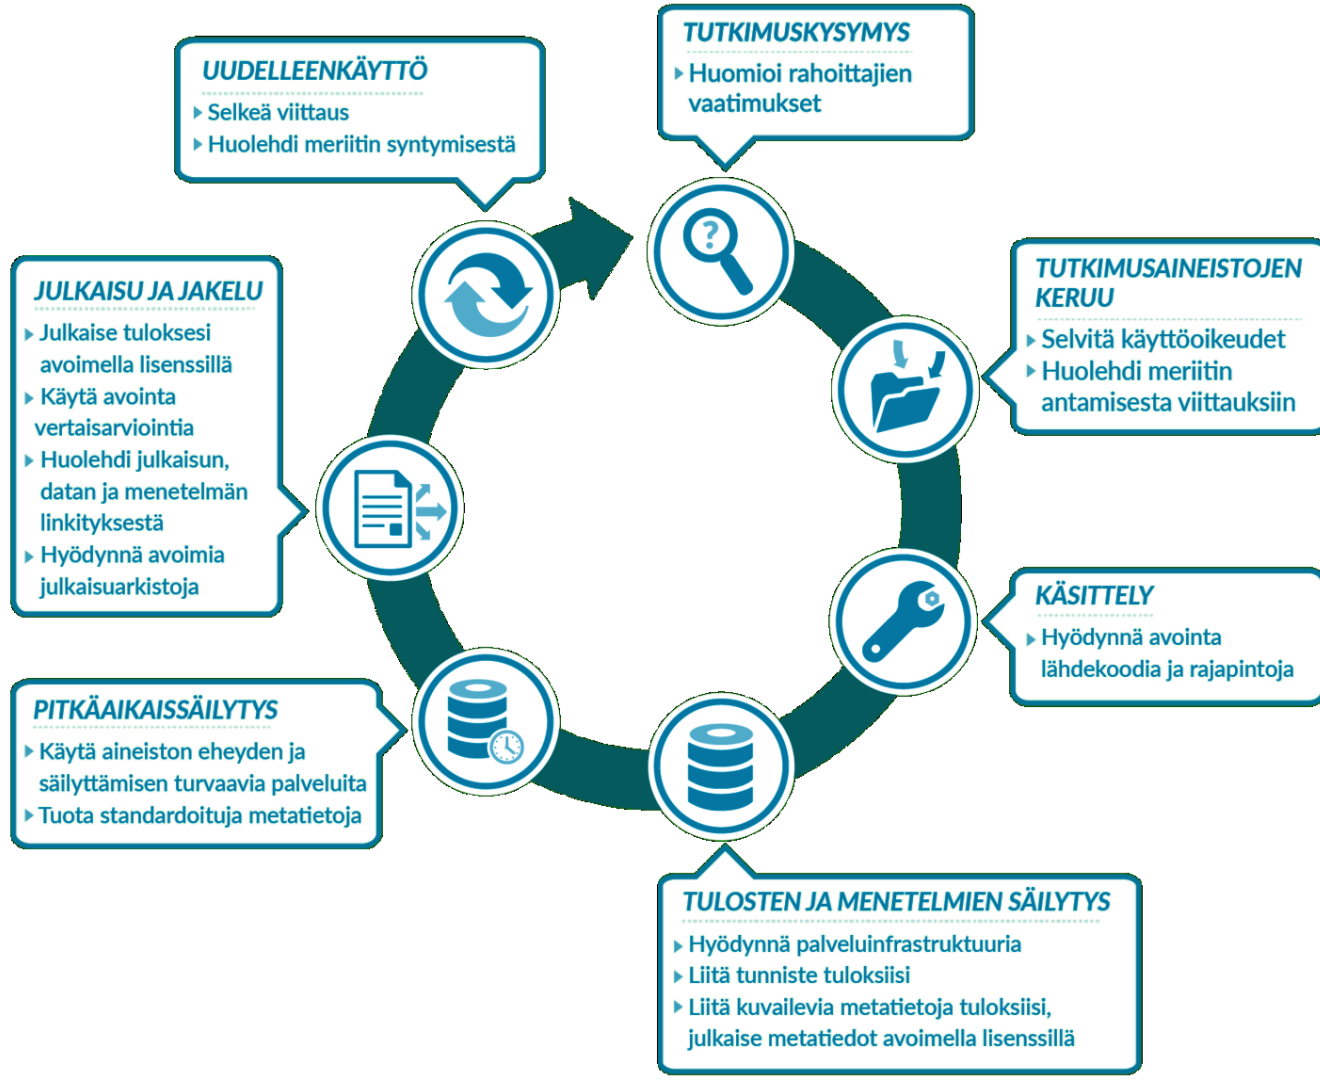 TUTKIMUSKYSYMYS
Huomioi rahoittajien
vaatimukset
TUTKIMUSAINEISTOJEN
KERUU
Selvitä käyttöoikeudet
Huolehdi meriitin
antamisesta viittauksiin
KÄSITTELY
Hyödynnä avointa
lähdekoodia ja rajapintoja
TULOSTEN JA MENETELMIEN SÄILYTYS
Hyödynnä palveluinfrastruktuuria
Liitä tunniste tuloksiisi
Liitä kuvailevia metatietoja tuloksiisi,
julkaise metatiedot avoimella lisenssillä
PITKÄAIKAISSÄILYTYS
Käytä aineiston eheyden ja
säilyttämisen turvaavia palveluita
Tuota standardoituja metatietoja
JULKAISU JA JAKELU
Julkaise tuloksesi
avoimella lisenssillä
Käytä avointa
vertaisarviointia
Huolehdi julkaisun,
datan ja menetelmän
linkityksestä
Hyödynnä avoimia
julkaisuarkistoja
UUDELLEENKÄYTTÖ
Selkeä viittaus
Huolehdi meriitin syntymisestä
?